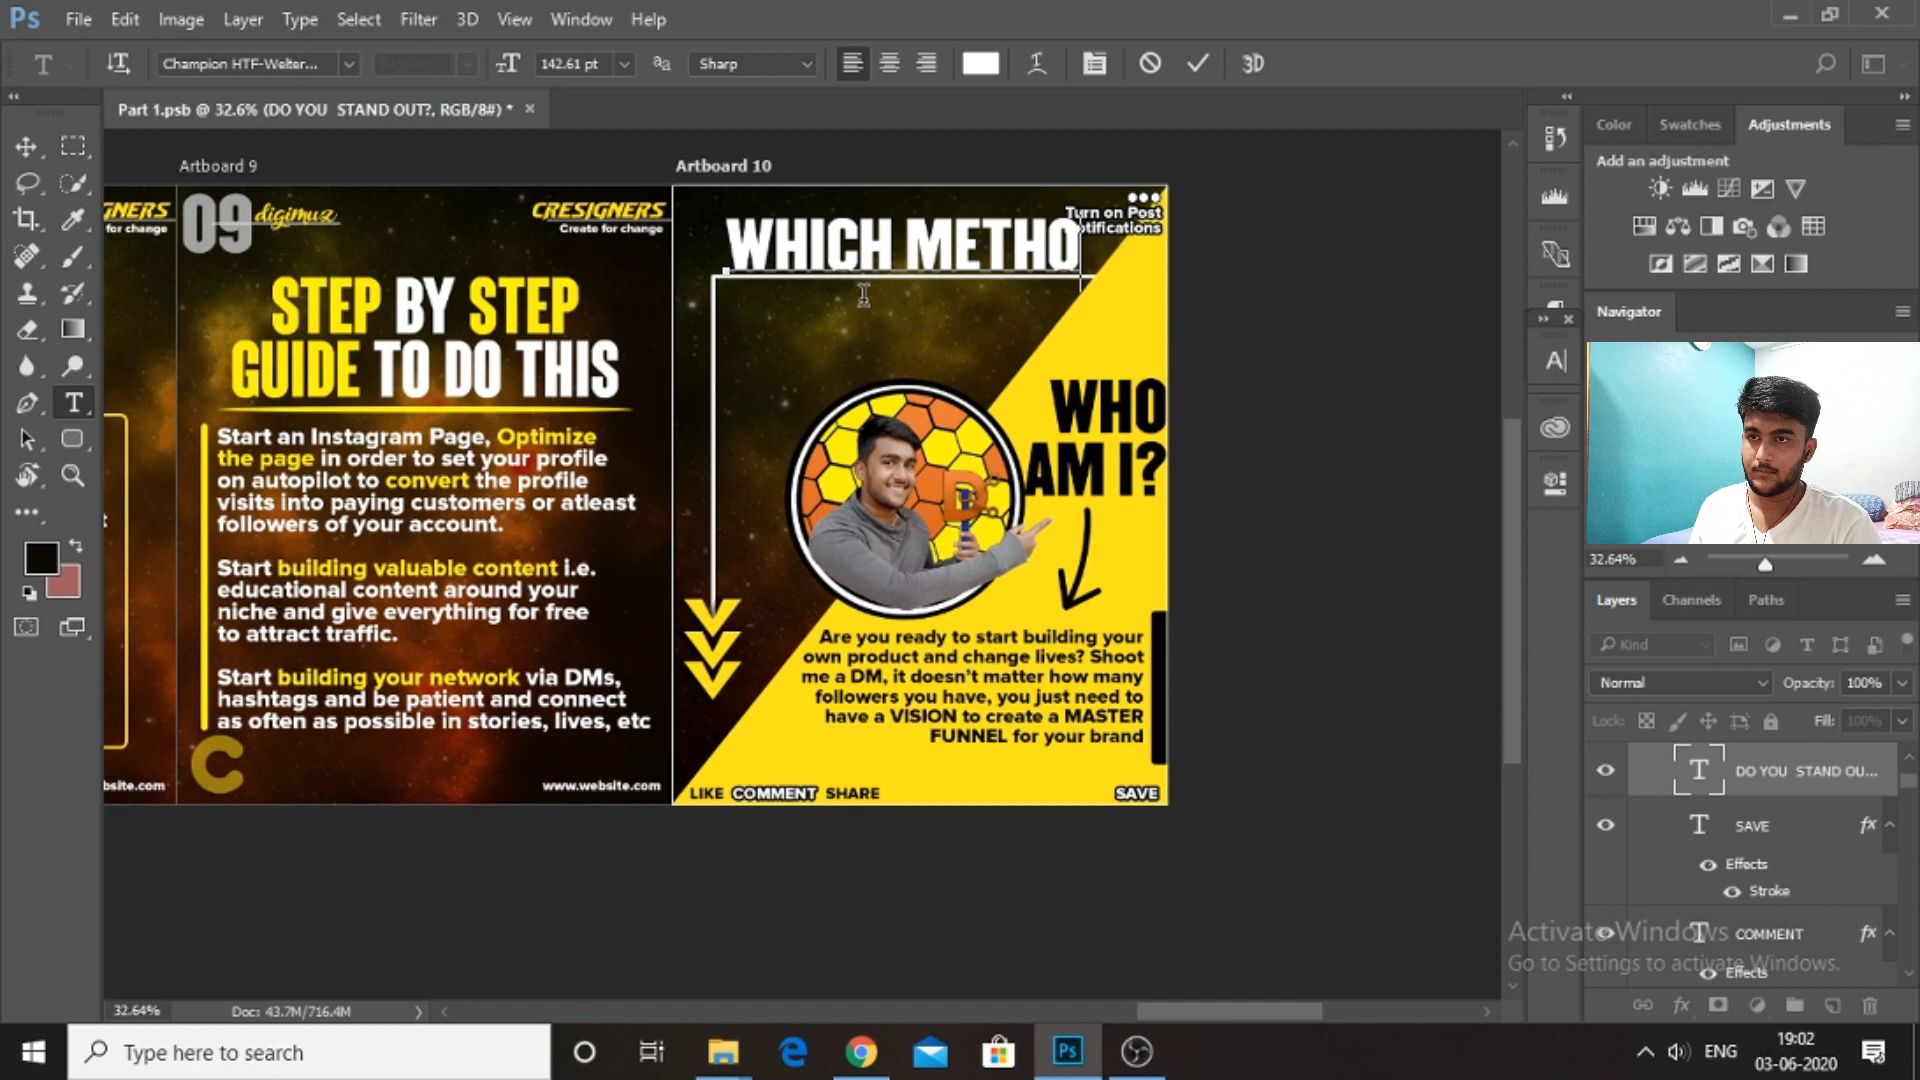 Ps File Edit Image Layer Type Select Filter 3D View Window Help
T Champion HTF-Welter... Regular 142.61 pt aa Sharp 3D
Part 1.psb @ 32.6% (DO YOU STAND OUT?, RGB/8#) *
Color Swatches Adjustments
Add an adjustment
Navigator
32.64%
Layers Channels Paths
Kind
Normal Opacity: 100%
Lock: Fill: 100%
T DO YOU STAND OU...
T SAVE fx
Effects
Stroke
T COMMENT fx
Effects
Activate Windows
Go to Settings to activate Windows.
Artboard 9
GNERS
for change
09 digimuz
CRESIGNERS
Create for change
STEP BY STEP
GUIDE TO DO THIS
Start an Instagram Page, Optimize
the page in order to set your profile
on autopilot to convert the profile
visits into paying customers or atleast
followers of your account.
Start building valuable content i.e.
educational content around your
niche and give everything for free
to attract traffic.
Start building your network via DMs,
hashtags and be patient and connect
as often as possible in stories, lives, etc
C
bsite.com
www.website.com
Artboard 10
WHICH METHO
Turn on Post
otifications
WHO
AM I?
D
Are you ready to start building your
own product and change lives? Shoot
me a DM, it doesn't matter how many
followers you have, you just need to
have a VISION to create a MASTER
FUNNEL for your brand
LIKE COMMENT SHARE
SAVE
32.64% Doc: 43.7M/716.4M
Type here to search
Ps
ENG
19:02
03-06-2020